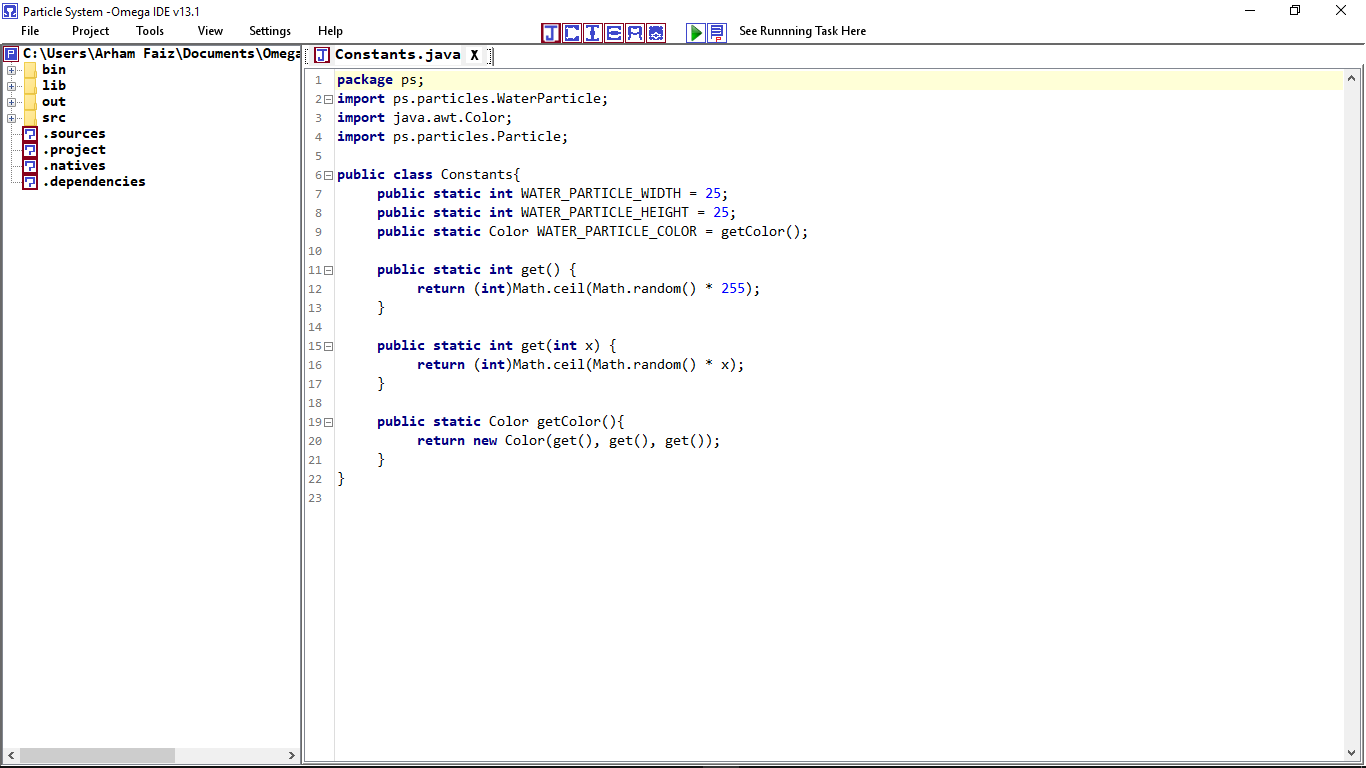 Particle System -Omega IDE v13.1
File Project Tools View Settings Help See Runnning Task Here
C:\Users\Arham Faiz\Documents\Omega
bin
lib
out
src
.sources
.project
.natives
.dependencies
Constants.java X
1 package ps;
2 import ps.particles.WaterParticle;
3 import java.awt.Color;
4 import ps.particles.Particle;
5
6 public class Constants{
7 public static int WATER_PARTICLE_WIDTH = 25;
8 public static int WATER_PARTICLE_HEIGHT = 25;
9 public static Color WATER_PARTICLE_COLOR = getColor();
10
11 public static int get() {
12 return (int)Math.ceil(Math.random() * 255);
13 }
14
15 public static int get(int x) {
16 return (int)Math.ceil(Math.random() * x);
17 }
18
19 public static Color getColor(){
20 return new Color(get(), get(), get());
21 }
22 }
23